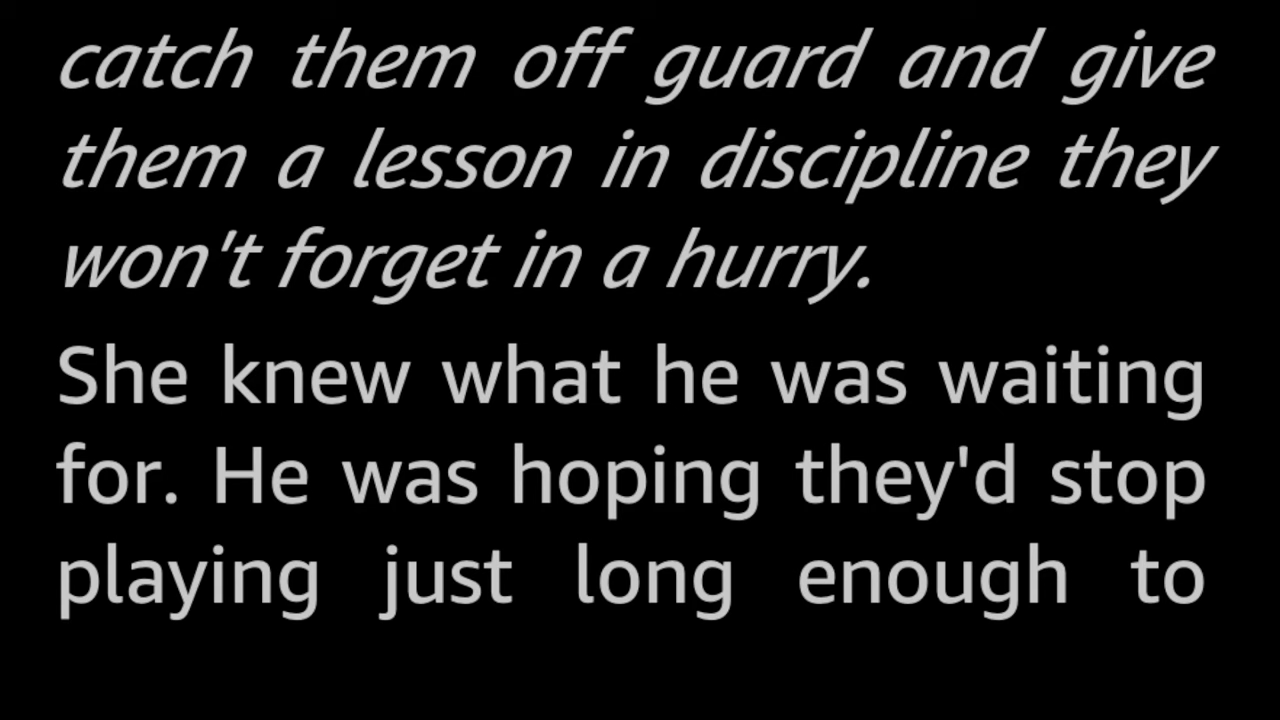 catch them off guard and give
them a lesson in discipline they
won't forget in a hurry.
She knew what he was waiting
for. He was hoping they'd stop
playing just long enough to